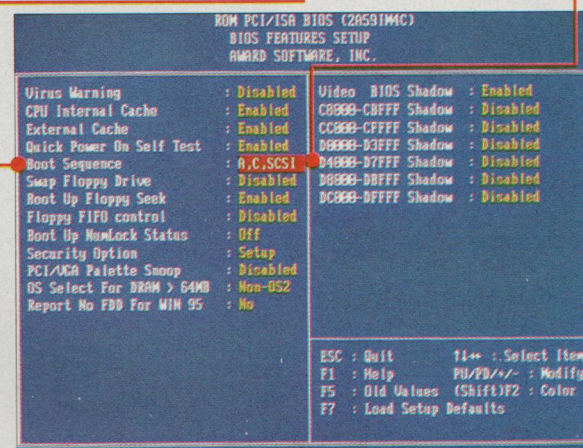 ROM PCI/ISA BIOS (2A59IM4C)
BIOS FEATURES SETUP
AWARD SOFTWARE, INC.
Virus Warning : Disabled
CPU Internal Cache : Enabled
External Cache : Enabled
Quick Power On Self Test : Enabled
Boot Sequence : A,C,SCSI
Swap Floppy Drive : Disabled
Boot Up Floppy Seek : Enabled
Floppy FIFO control : Disabled
Boot Up NumLock Status : Off
Security Option : Setup
PCI/VGA Palette Snoop : Disabled
OS Select For DRAM > 64MB : Non-OS2
Report No FDD For WIN 95 : No
Video BIOS Shadow : Enabled
C8000-CBFFF Shadow : Disabled
CC000-CFFFF Shadow : Disabled
D0000-D3FFF Shadow : Disabled
D4000-D7FFF Shadow : Disabled
D8000-DBFFF Shadow : Disabled
DC000-DFFFF Shadow : Disabled
ESC : Quit ↑↓→← : Select Item
F1 : Help PU/PD/+/- : Modify
F5 : Old Values (Shift)F2 : Color
F7 : Load Setup Defaults